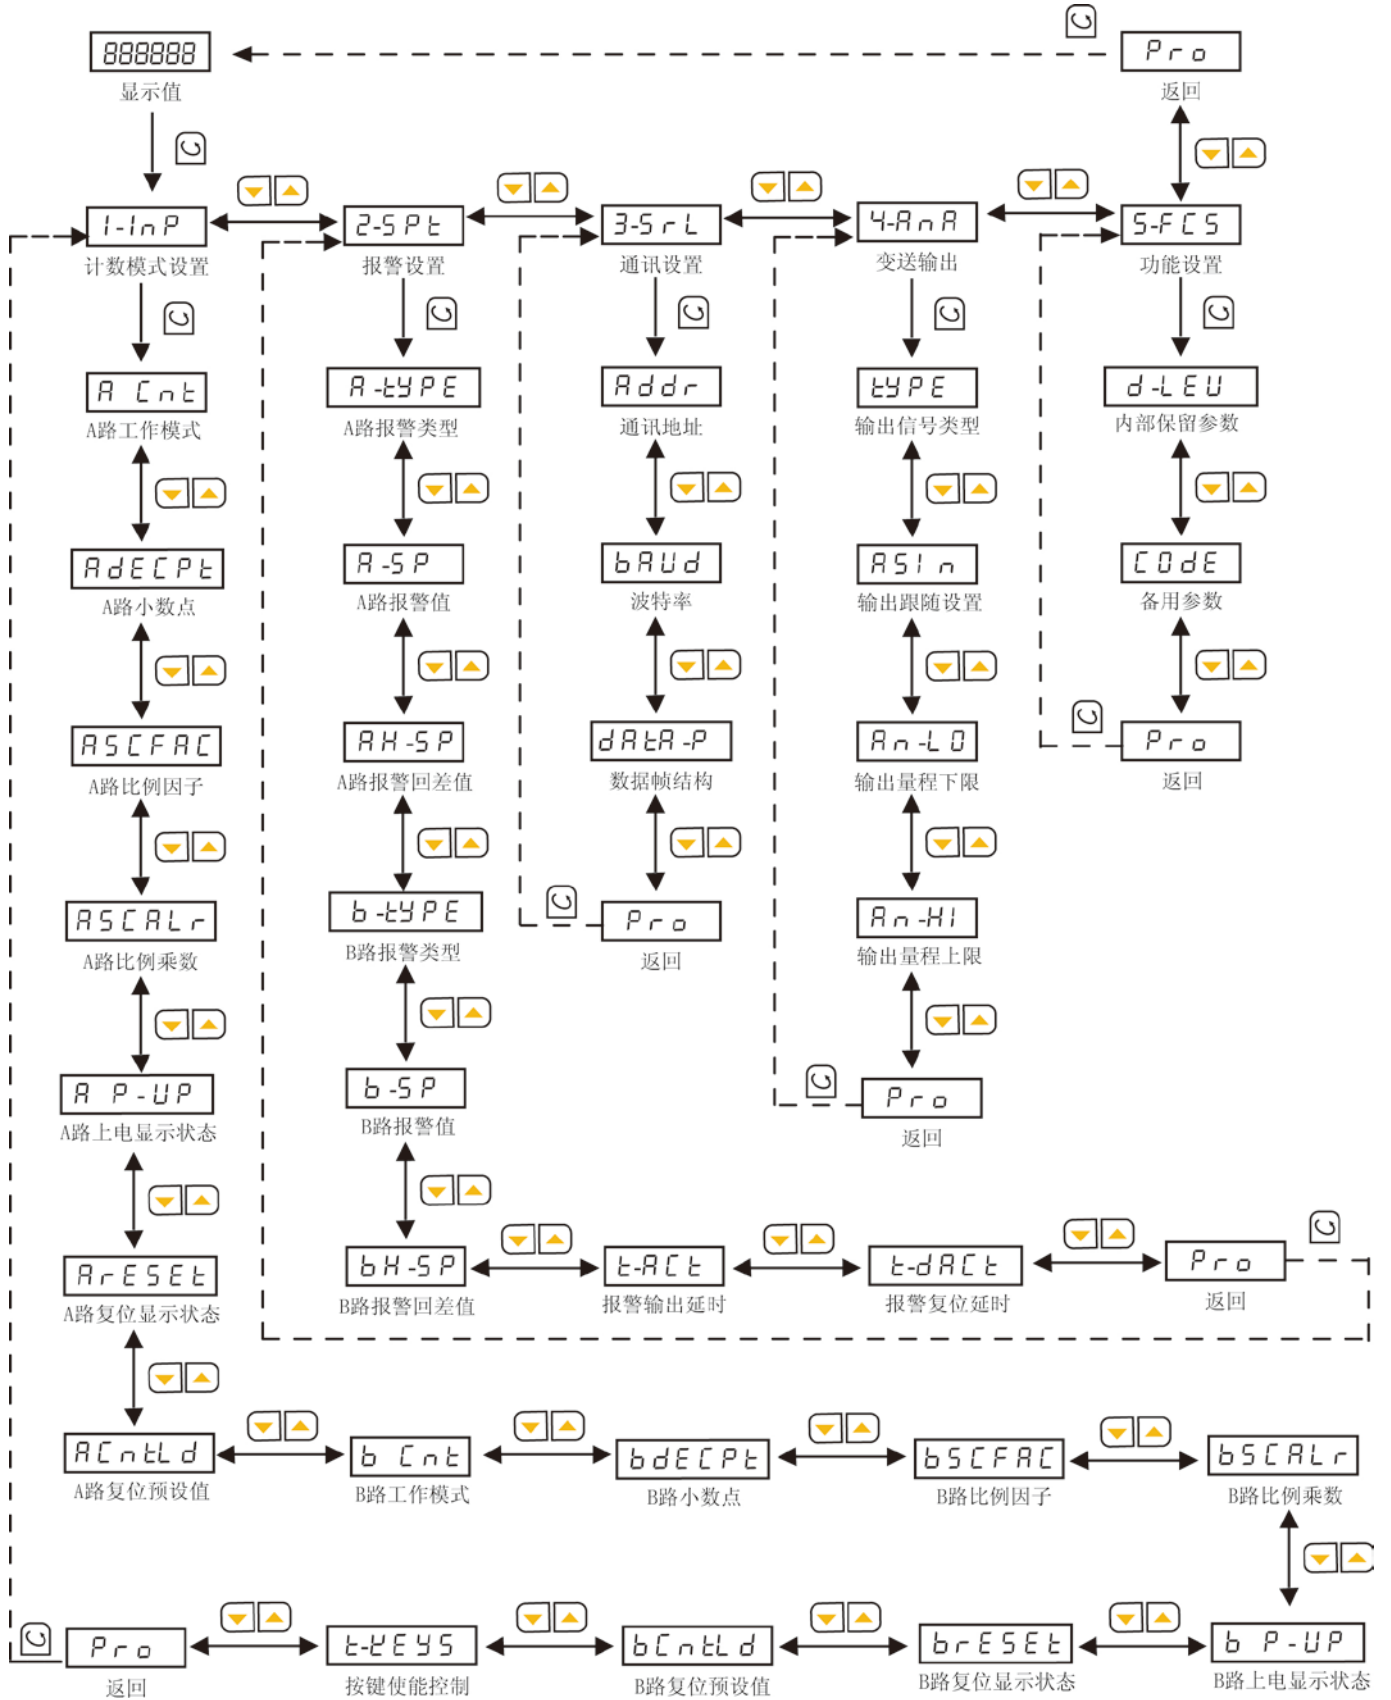 888888
显示值
C
C
Pro
返回
1-InP
计数模式设置
2-SPt
报警设置
3-SrL
通讯设置
4-AnA
变送输出
5-FCS
功能设置
C
C
C
C
C
A Cnt
A路工作模式
A-tYPE
A路报警类型
Addr
通讯地址
tYPE
输出信号类型
d-LEU
内部保留参数
AdECPt
A路小数点
A-SP
A路报警值
bAUd
波特率
ASIn
输出跟随设置
COdE
备用参数
ASCFAC
A路比例因子
AH-SP
A路报警回差值
dAtA-P
数据帧结构
An-LO
输出量程下限
C
Pro
返回
ASCALr
A路比例乘数
b-tYPE
B路报警类型
C
Pro
返回
An-HI
输出量程上限
A P-UP
A路上电显示状态
b-SP
B路报警值
C
Pro
返回
ArESEt
A路复位显示状态
bH-SP
B路报警回差值
t-ACt
报警输出延时
t-dACt
报警复位延时
Pro
返回
C
ACntLd
A路复位预设值
b Cnt
B路工作模式
bdECPt
B路小数点
bSCFAC
B路比例因子
bSCALr
B路比例乘数
C
Pro
返回
t-KEYS
按键使能控制
bCntLd
B路复位预设值
brESEt
B路复位显示状态
b P-UP
B路上电显示状态